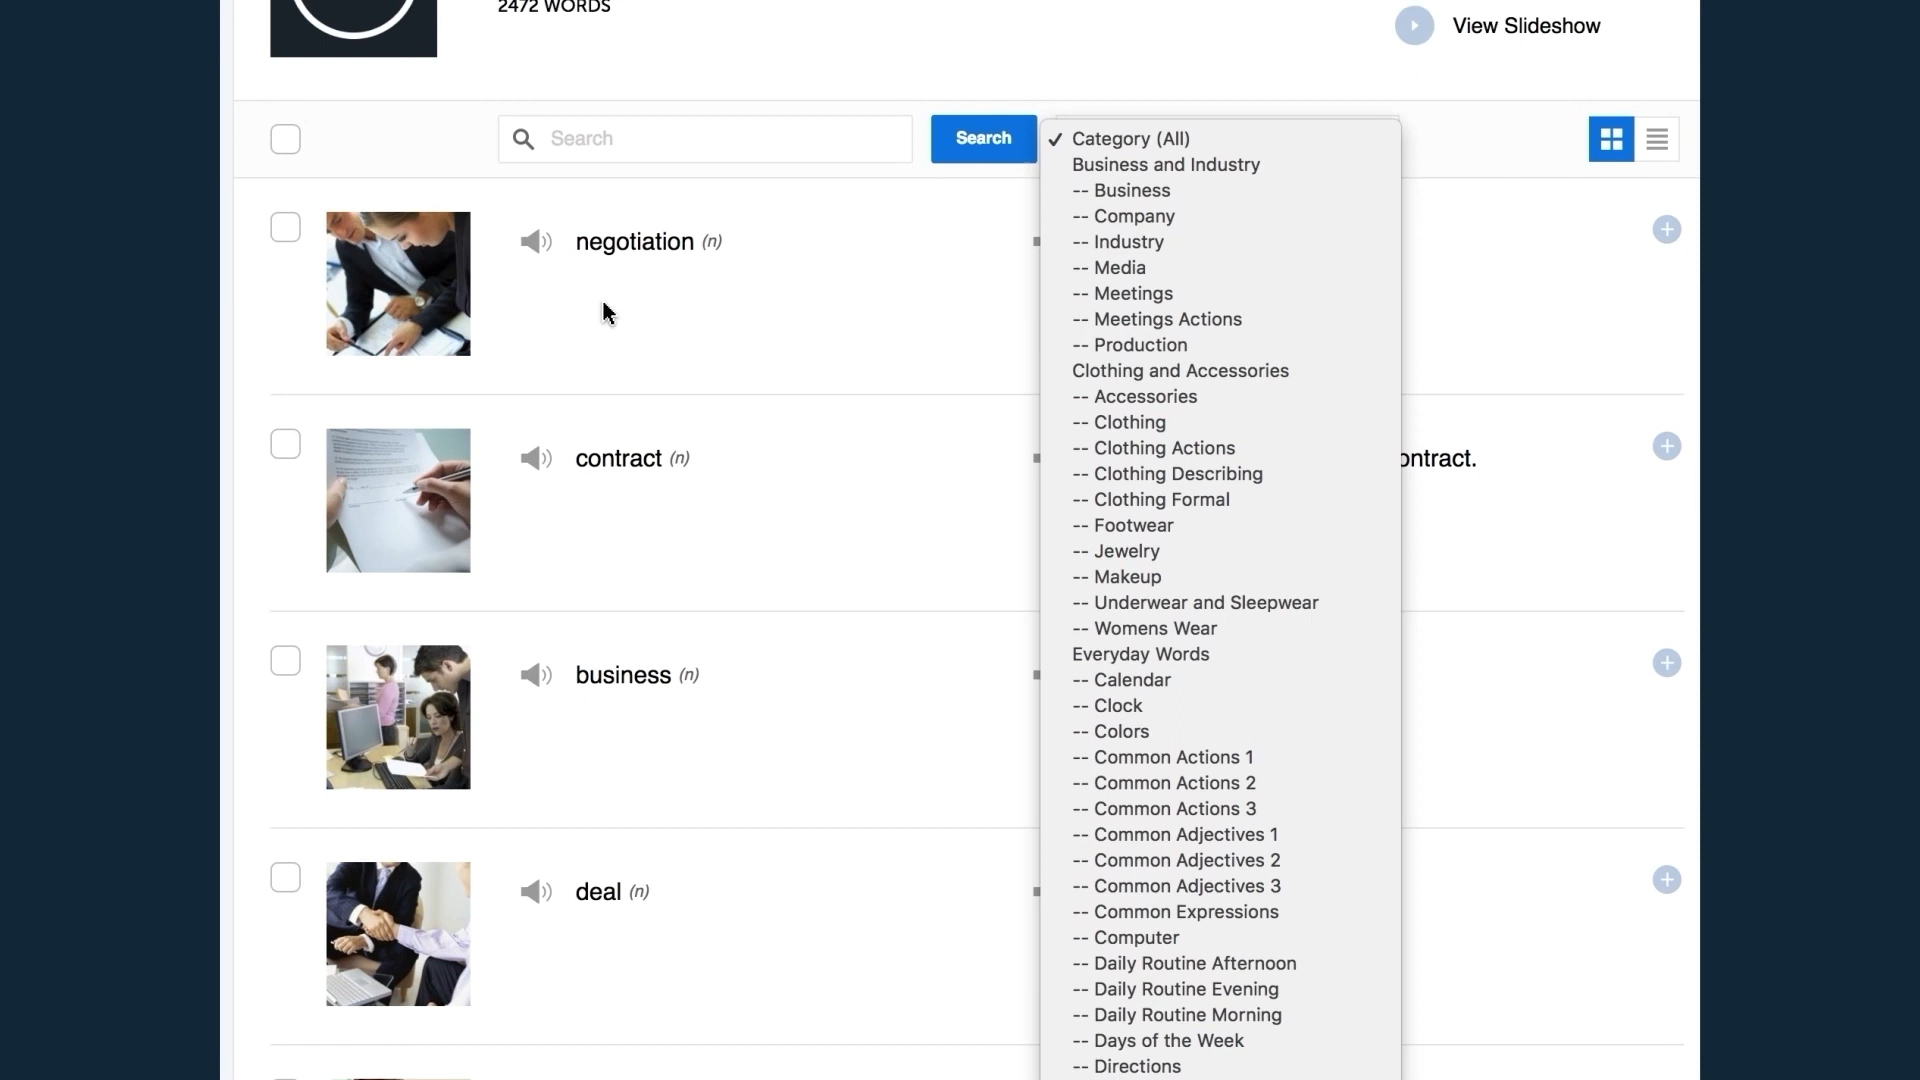 2472 WORDS
View Slideshow
Search
Search
✓ Category (All)
Business and Industry
-- Business
-- Company
-- Industry
-- Media
-- Meetings
-- Meetings Actions
-- Production
Clothing and Accessories
-- Accessories
-- Clothing
-- Clothing Actions
-- Clothing Describing
-- Clothing Formal
-- Footwear
-- Jewelry
-- Makeup
-- Underwear and Sleepwear
-- Womens Wear
Everyday Words
-- Calendar
-- Clock
-- Colors
-- Common Actions 1
-- Common Actions 2
-- Common Actions 3
-- Common Adjectives 1
-- Common Adjectives 2
-- Common Adjectives 3
-- Common Expressions
-- Computer
-- Daily Routine Afternoon
-- Daily Routine Evening
-- Daily Routine Morning
-- Days of the Week
-- Directions
negotiation (n)
contract (n)
ontract.
business (n)
deal (n)